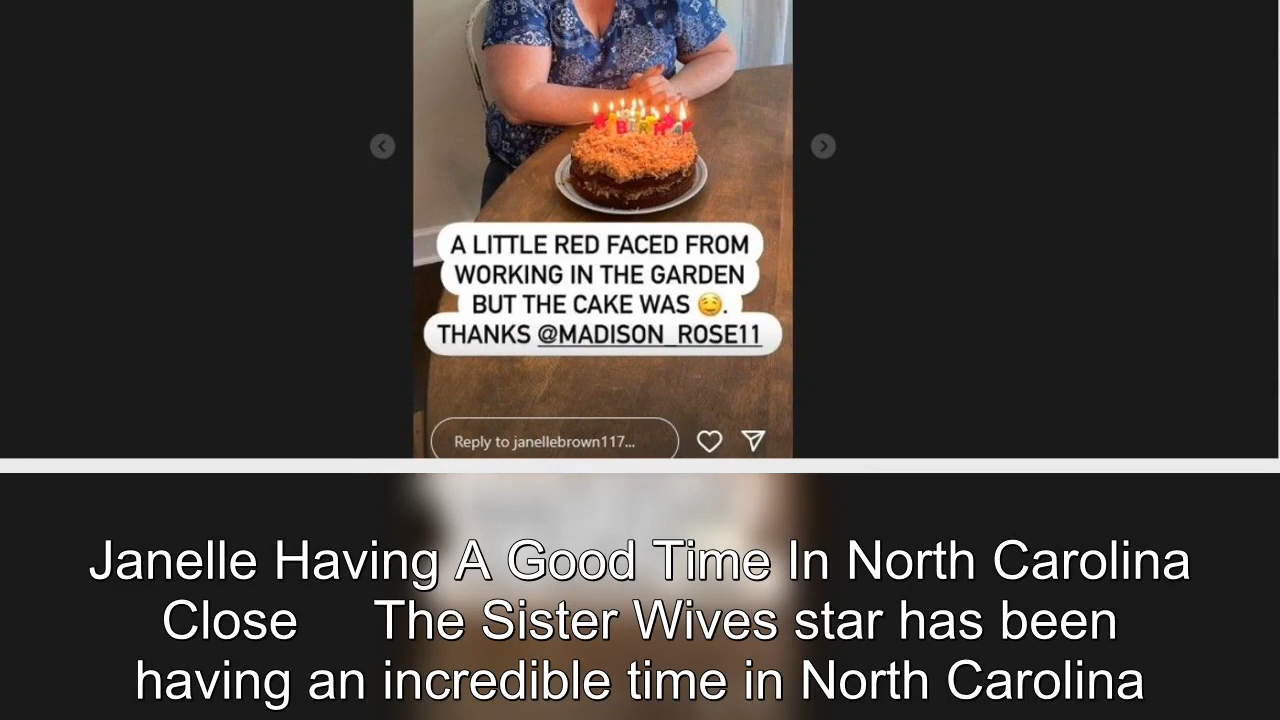 A LITTLE RED FACED FROM
WORKING IN THE GARDEN
BUT THE CAKE WAS 😋.
THANKS @MADISON_ROSE11
Reply to janellebrown117...
Janelle Having A Good Time In North Carolina
Close The Sister Wives star has been
having an incredible time in North Carolina